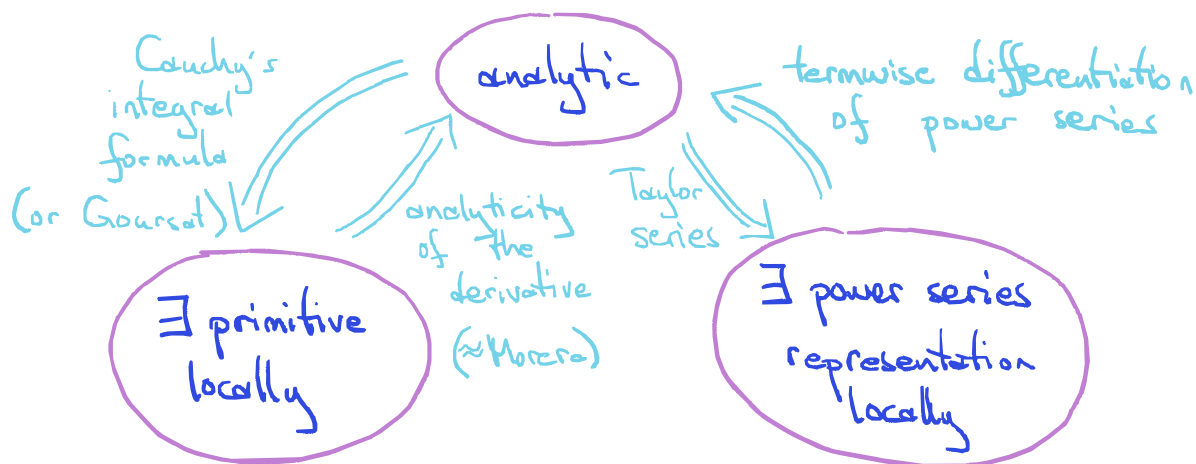 analytic
Cauchy's
integral
formula
(or Goursat)
analyticity
of the
derivative
(≈Morera)
Taylor
series
termwise differentiation
of power series
∃ primitive
locally
∃ power series
representation
locally